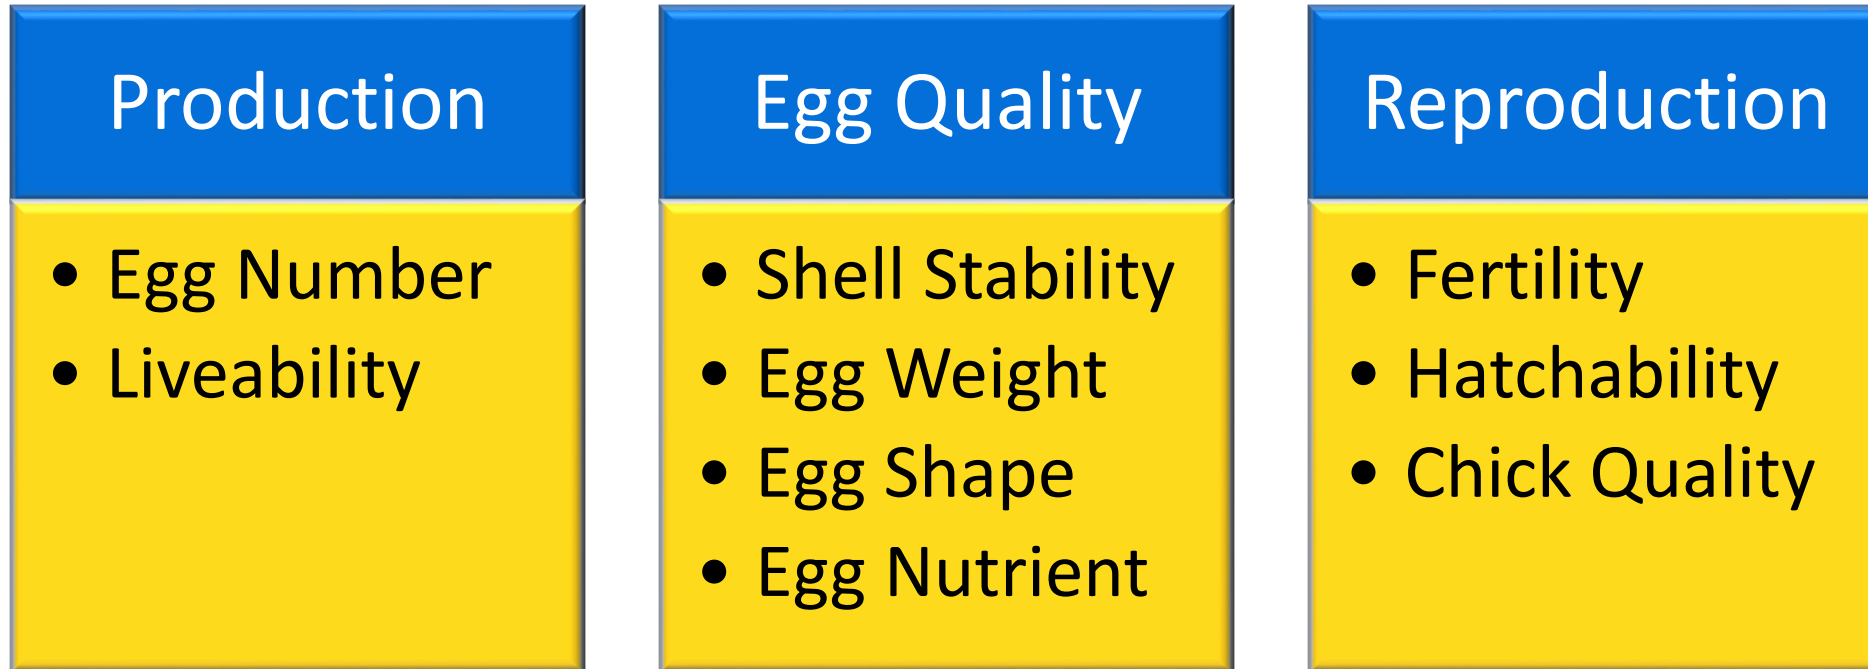 Production
• Egg Number
• Liveability
Egg Quality
• Shell Stability
• Egg Weight
• Egg Shape
• Egg Nutrient
Reproduction
• Fertility
• Hatchability
• Chick Quality